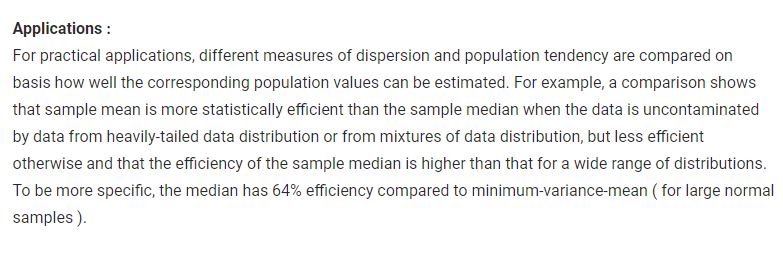 Applications :
For practical applications, different measures of dispersion and population tendency are compared on
basis how well the corresponding population values can be estimated. For example, a comparison shows
that sample mean is more statistically efficient than the sample median when the data is uncontaminated
by data from heavily-tailed data distribution or from mixtures of data distribution, but less efficient
otherwise and that the efficiency of the sample median is higher than that for a wide range of distributions.
To be more specific, the median has 64% efficiency compared to minimum-variance-mean ( for large normal
samples ).